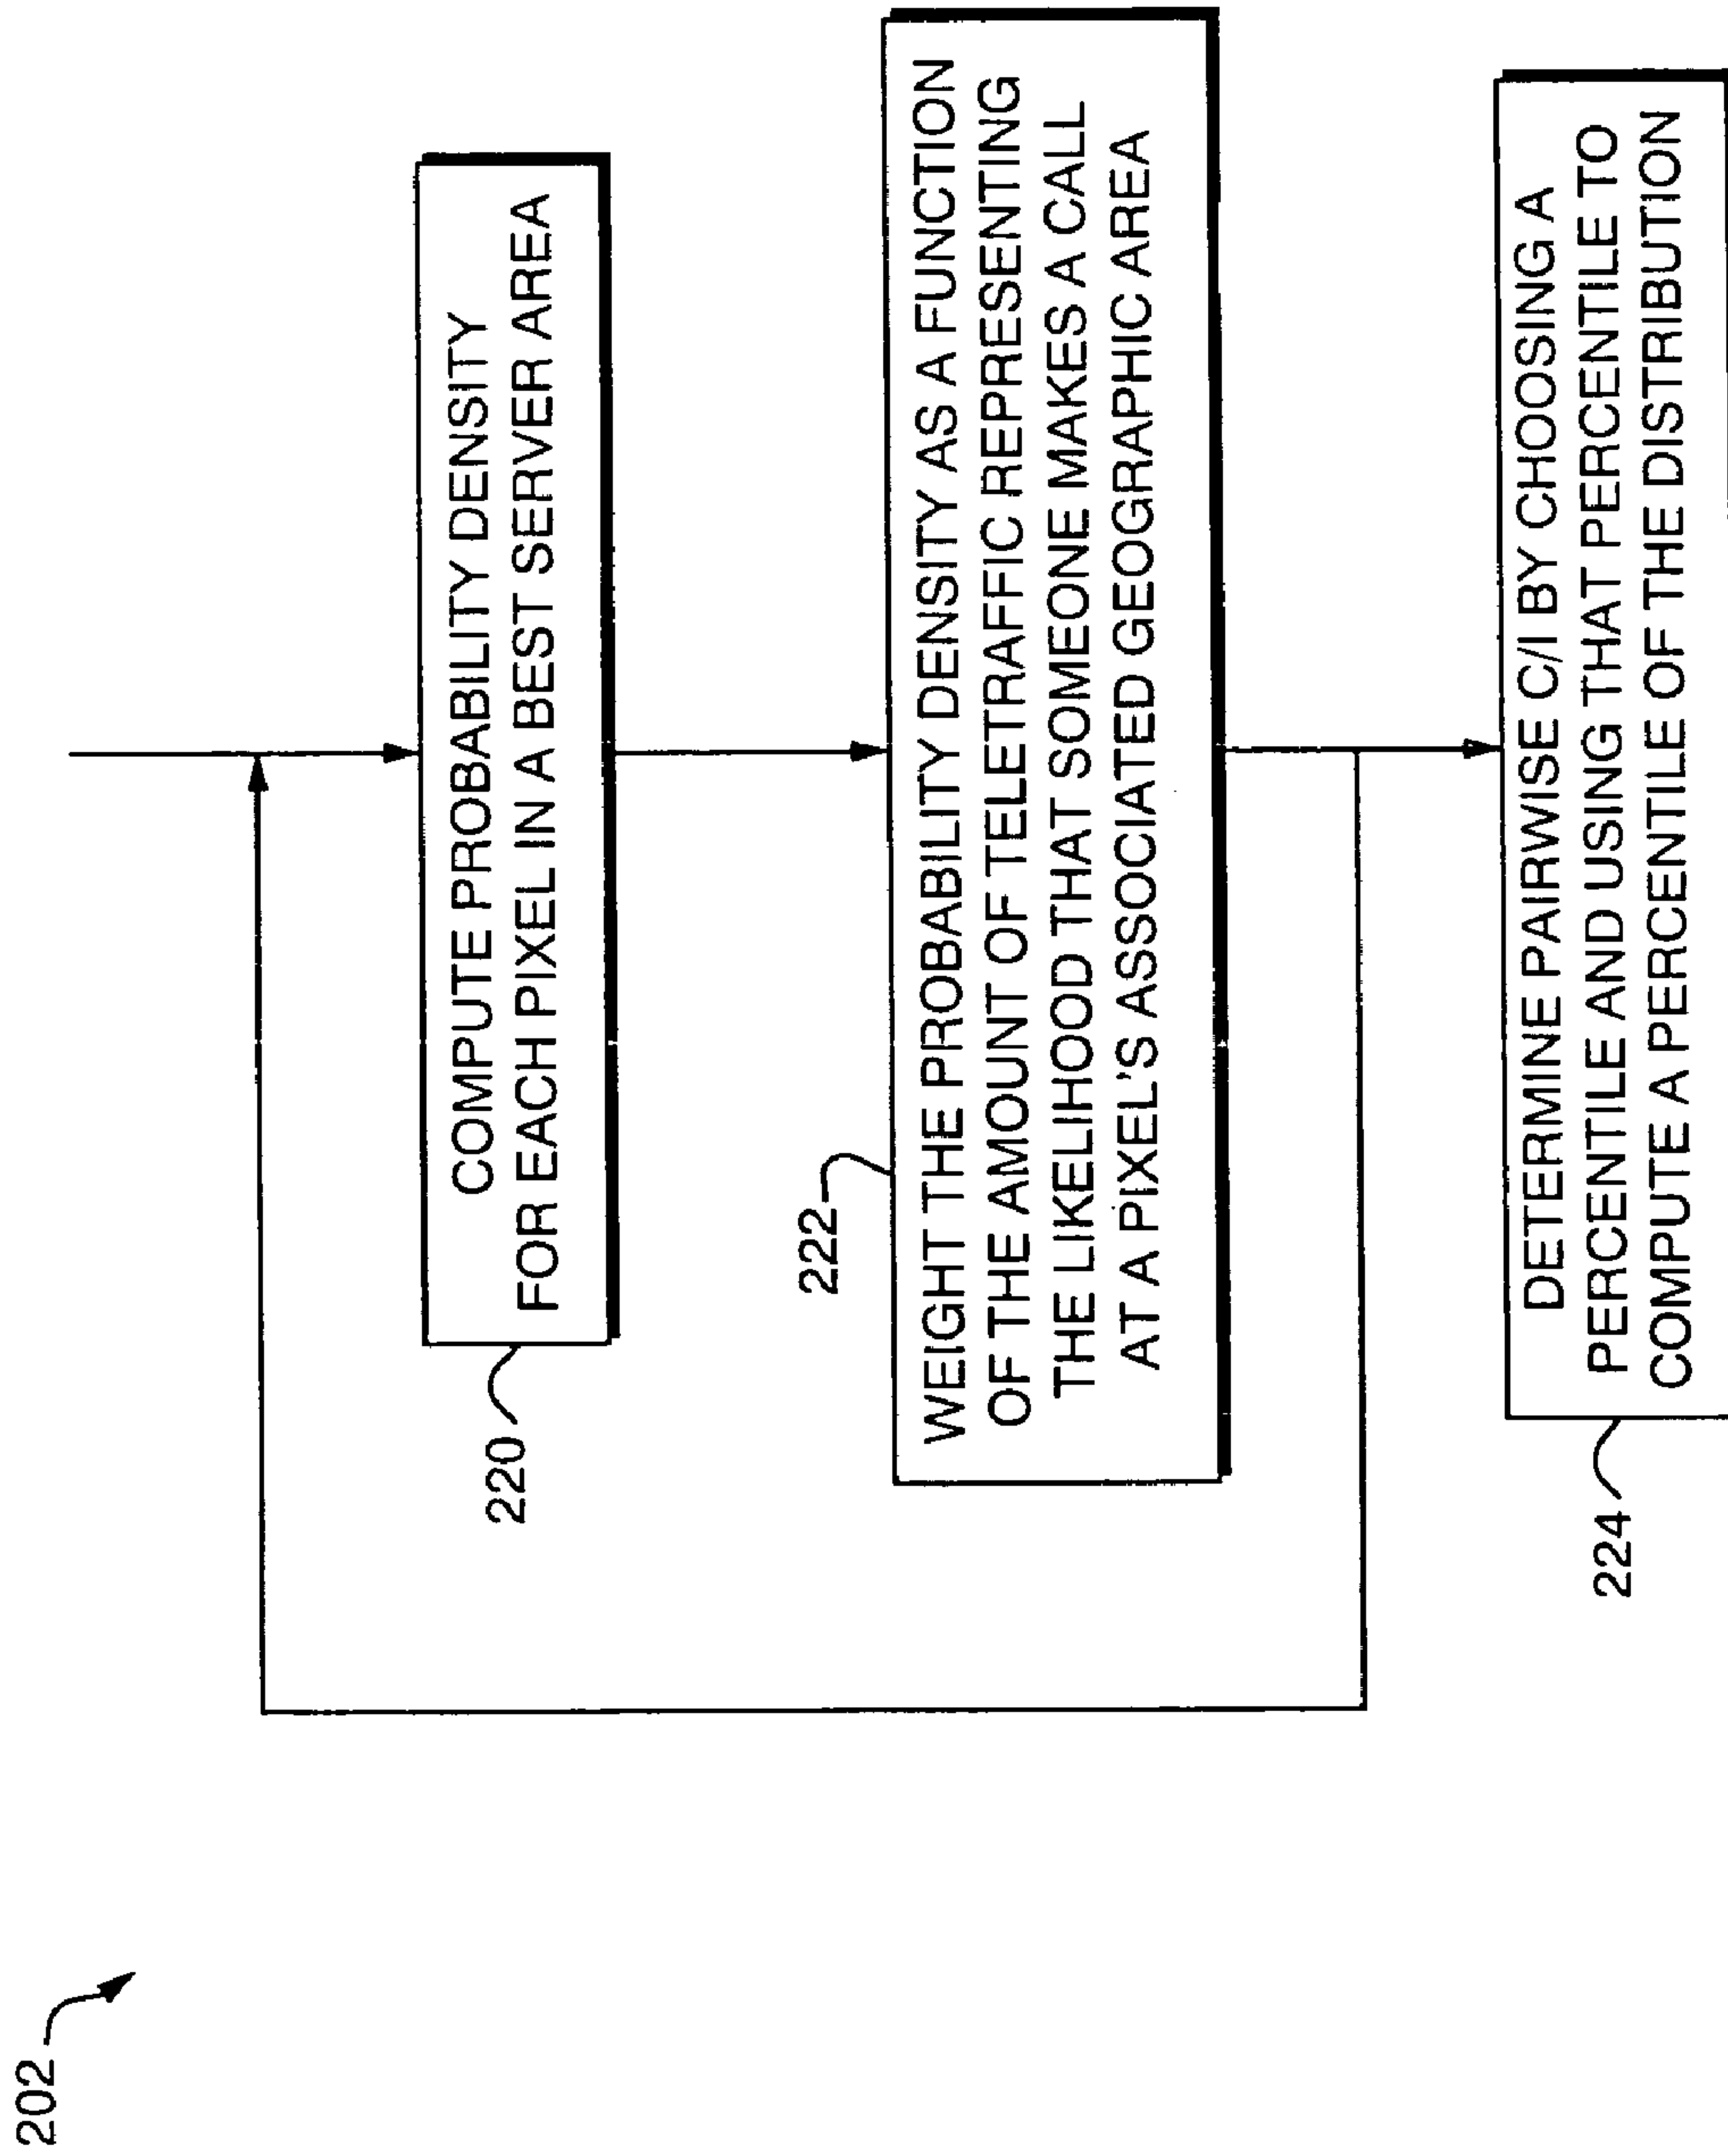 202
220
COMPUTE PROBABILITY DENSITY
FOR EACH PIXEL IN A BEST SERVER AREA
222
WEIGHT THE PROBABILITY DENSITY AS A FUNCTION
OF THE AMOUNT OF TELETRAFFIC REPRESENTING
THE LIKELIHOOD THAT SOMEONE MAKES A CALL
AT A PIXEL'S ASSOCIATED GEOGRAPHIC AREA
224
DETERMINE PAIRWISE C/I BY CHOOSING A
PERCENTILE AND USING THAT PERCENTILE TO
COMPUTE A PERCENTILE OF THE DISTRIBUTION